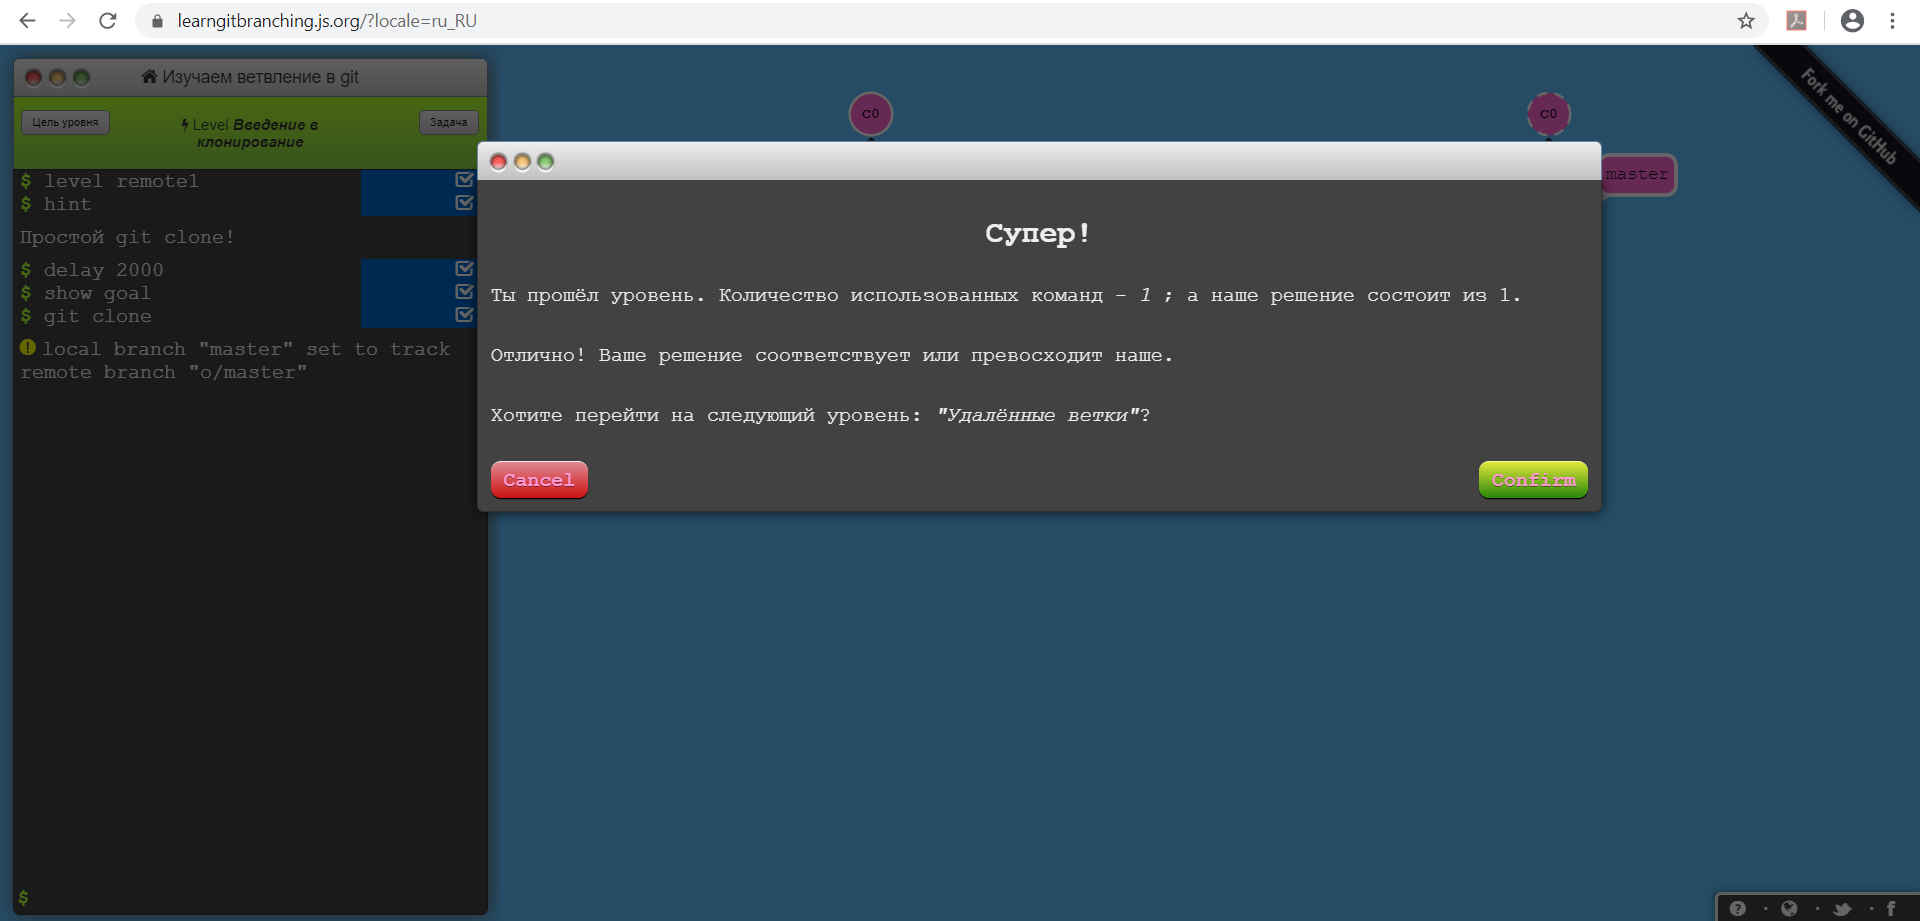 learngitbranching.js.org/?locale=ru_RU
Изучаем ветвление в git
Цель уровня
Level Введение в
клонирование
Задача
$ level remote1
$ hint
Простой git clone!
$ delay 2000
$ show goal
$ git clone
local branch "master" set to track
remote branch "o/master"
$
C0
C0
master
Fork me on GitHub
Супер!
Ты прошёл уровень. Количество использованных команд - 1 ; а наше решение состоит из 1.
Отлично! Ваше решение соответствует или превосходит наше.
Хотите перейти на следующий уровень: "Удалённые ветки"?
Cancel
Confirm